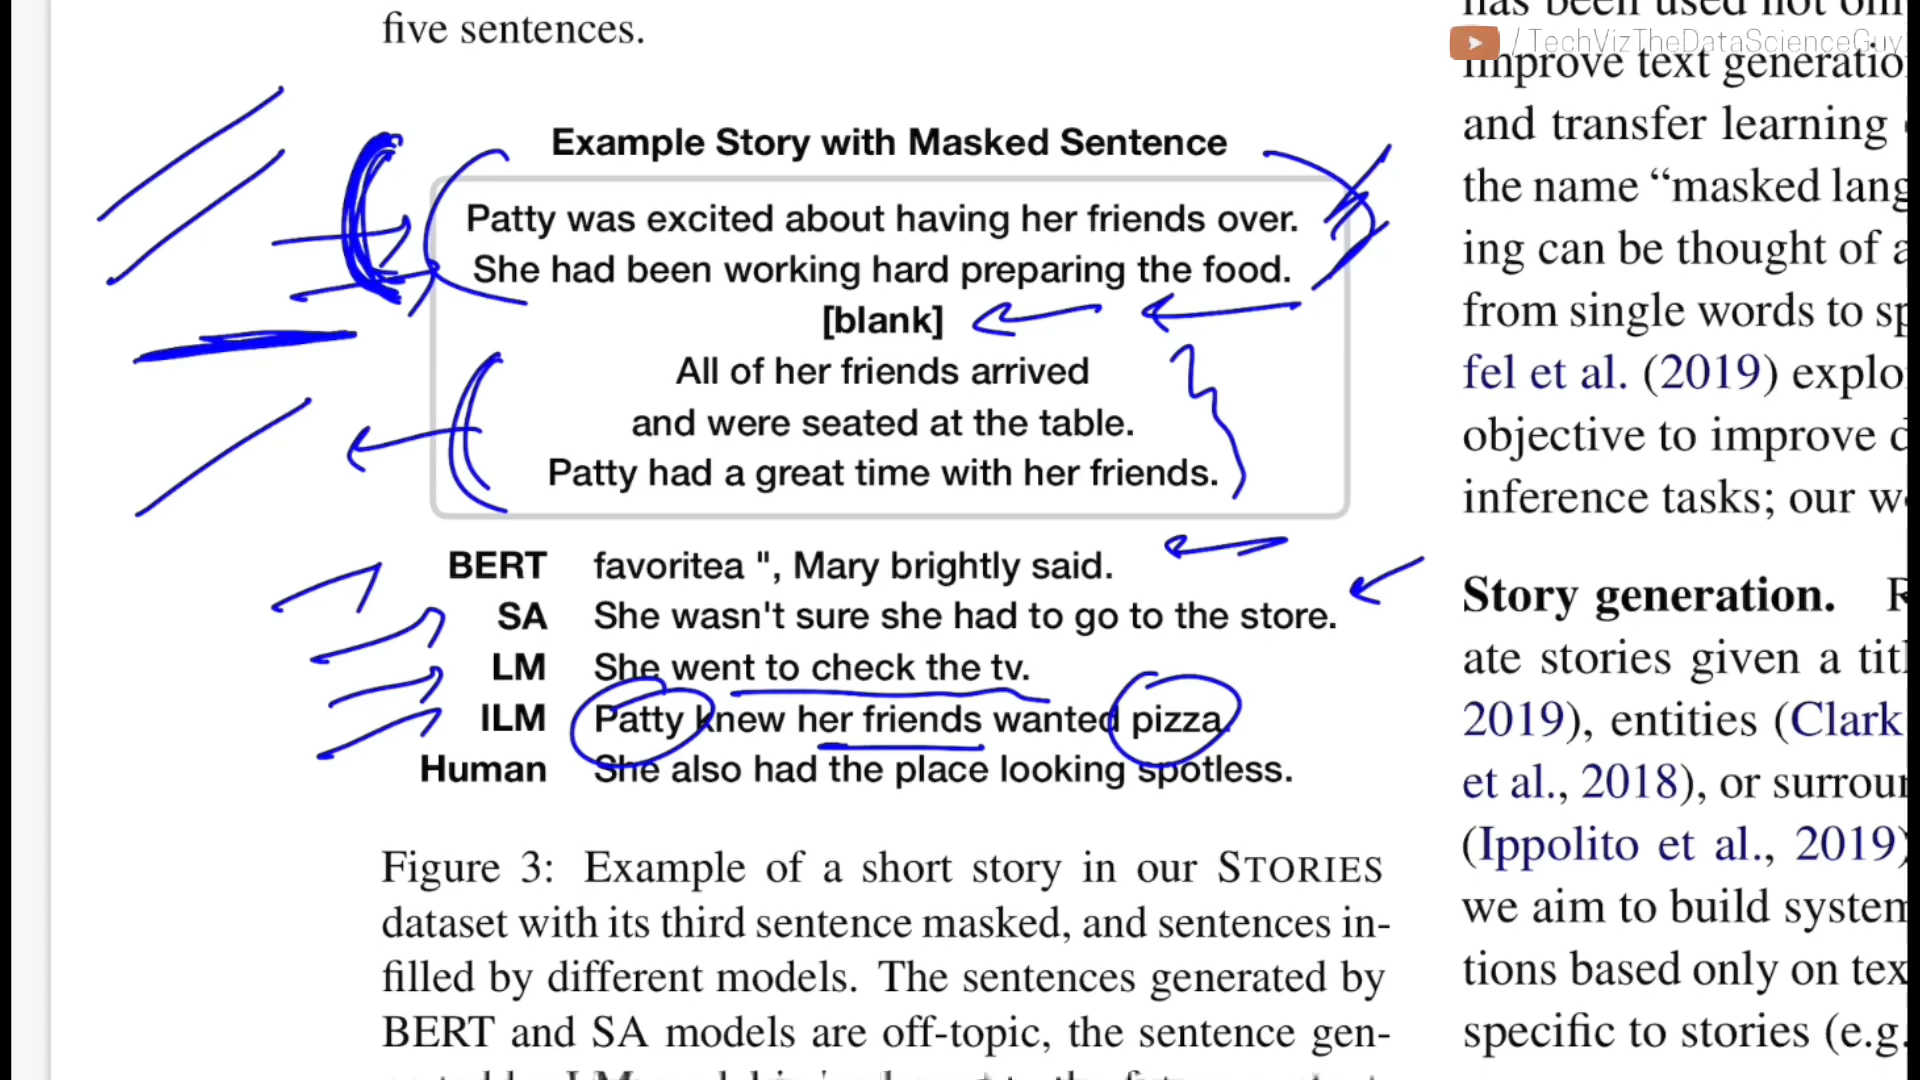 five sentences.
Example Story with Masked Sentence
Patty was excited about having her friends over.
She had been working hard preparing the food.
[blank]
All of her friends arrived
and were seated at the table.
Patty had a great time with her friends.
BERT favoritea ", Mary brightly said.
SA She wasn't sure she had to go to the store.
LM She went to check the tv.
ILM Patty knew her friends wanted pizza.
Human She also had the place looking spotless.
Figure 3: Example of a short story in our STORIES
dataset with its third sentence masked, and sentences in-
filled by different models. The sentences generated by
BERT and SA models are off-topic, the sentence gen-
/ TechVizTheDataScienceGuy
has been used not
improve text generatio
and transfer learning
the name “masked lang
ing can be thought of a
from single words to sp
fel et al. (2019) explo
objective to improve d
inference tasks; our w
Story generation. R
ate stories given a titl
2019), entities (Clark
et al., 2018), or surrour
(Ippolito et al., 2019)
we aim to build system
tions based only on tex
specific to stories (e.g.